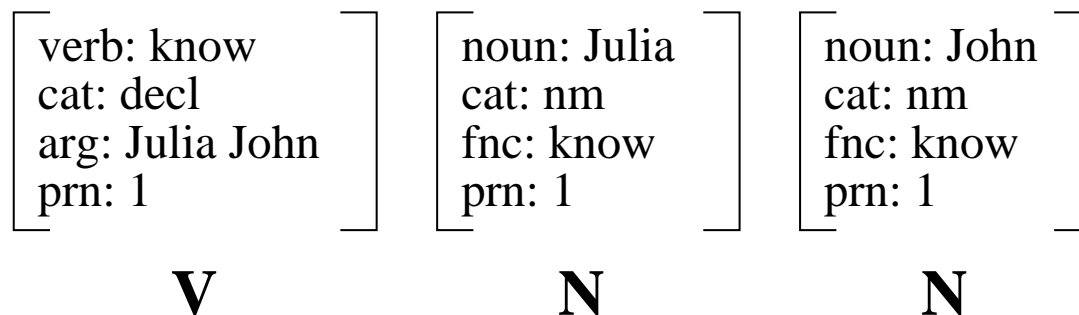 verb: know
cat: decl
arg: Julia John
prn: 1
noun: Julia
cat: nm
fnc: know
prn: 1
noun: John
cat: nm
fnc: know
prn: 1
V
N
N